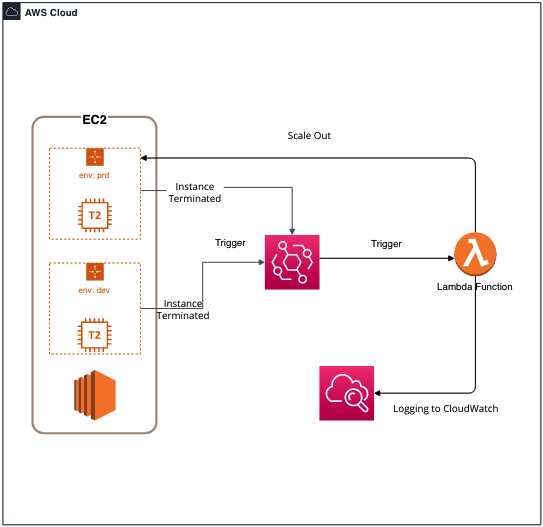 AWS Cloud
EC2
Scale Out
env: prd
Instance
Terminated
T2
Trigger
Trigger
env: dev
Lambda Function
Instance
Terminated
T2
Logging to CloudWatch